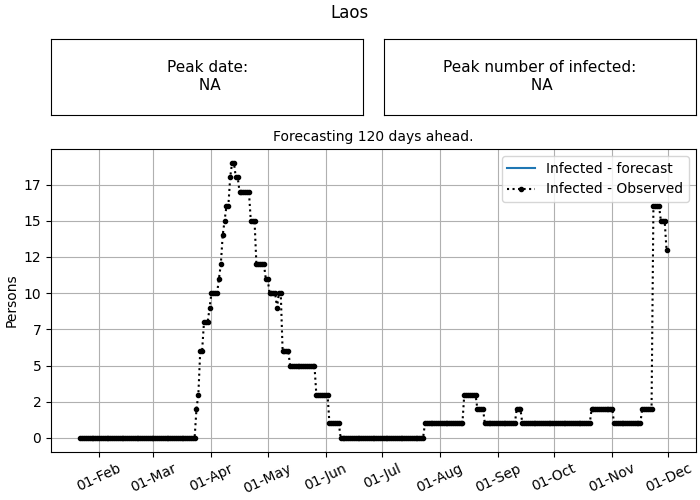 Laos
Peak date:
NA
Peak number of infected:
NA
Forecasting 120 days ahead.
Infected - forecast
Infected - Observed
Persons
17
15
12
10
7
5
2
0
01-Feb
01-Mar
01-Apr
01-May
01-Jun
01-Jul
01-Aug
01-Sep
01-Oct
01-Nov
01-Dec